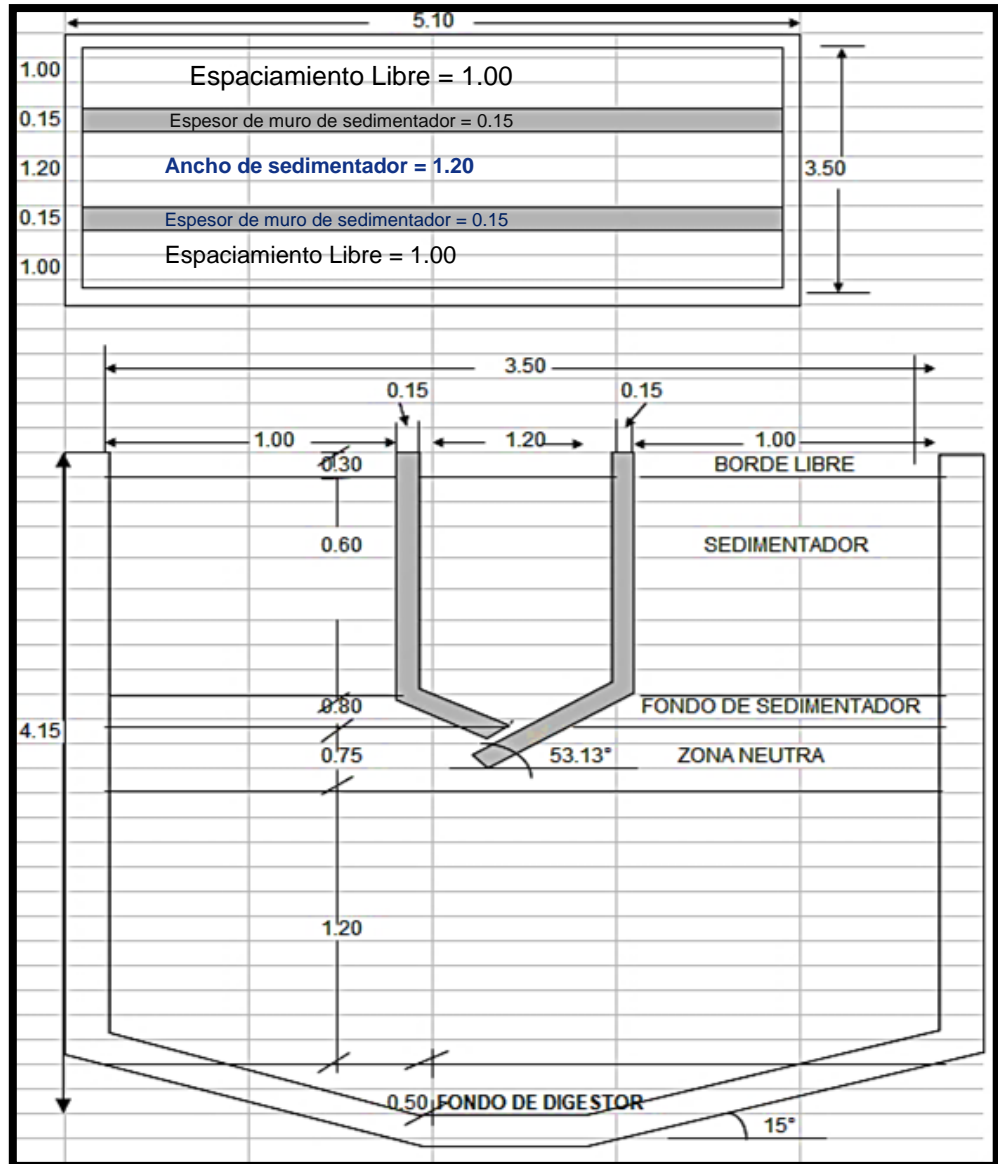 5.10
1.00
Espaciamiento Libre = 1.00
0.15
Espesor de muro de sedimentador = 0.15
1.20
Ancho de sedimentador = 1.20
3.50
0.15
Espesor de muro de sedimentador = 0.15
1.00
Espaciamiento Libre = 1.00
3.50
0.15
0.15
1.00
1.20
1.00
0.30
BORDE LIBRE
0.60
SEDIMENTADOR
0.80
FONDO DE SEDIMENTADOR
4.15
0.75
53.13°
ZONA NEUTRA
1.20
0.50
FONDO DE DIGESTOR
15°